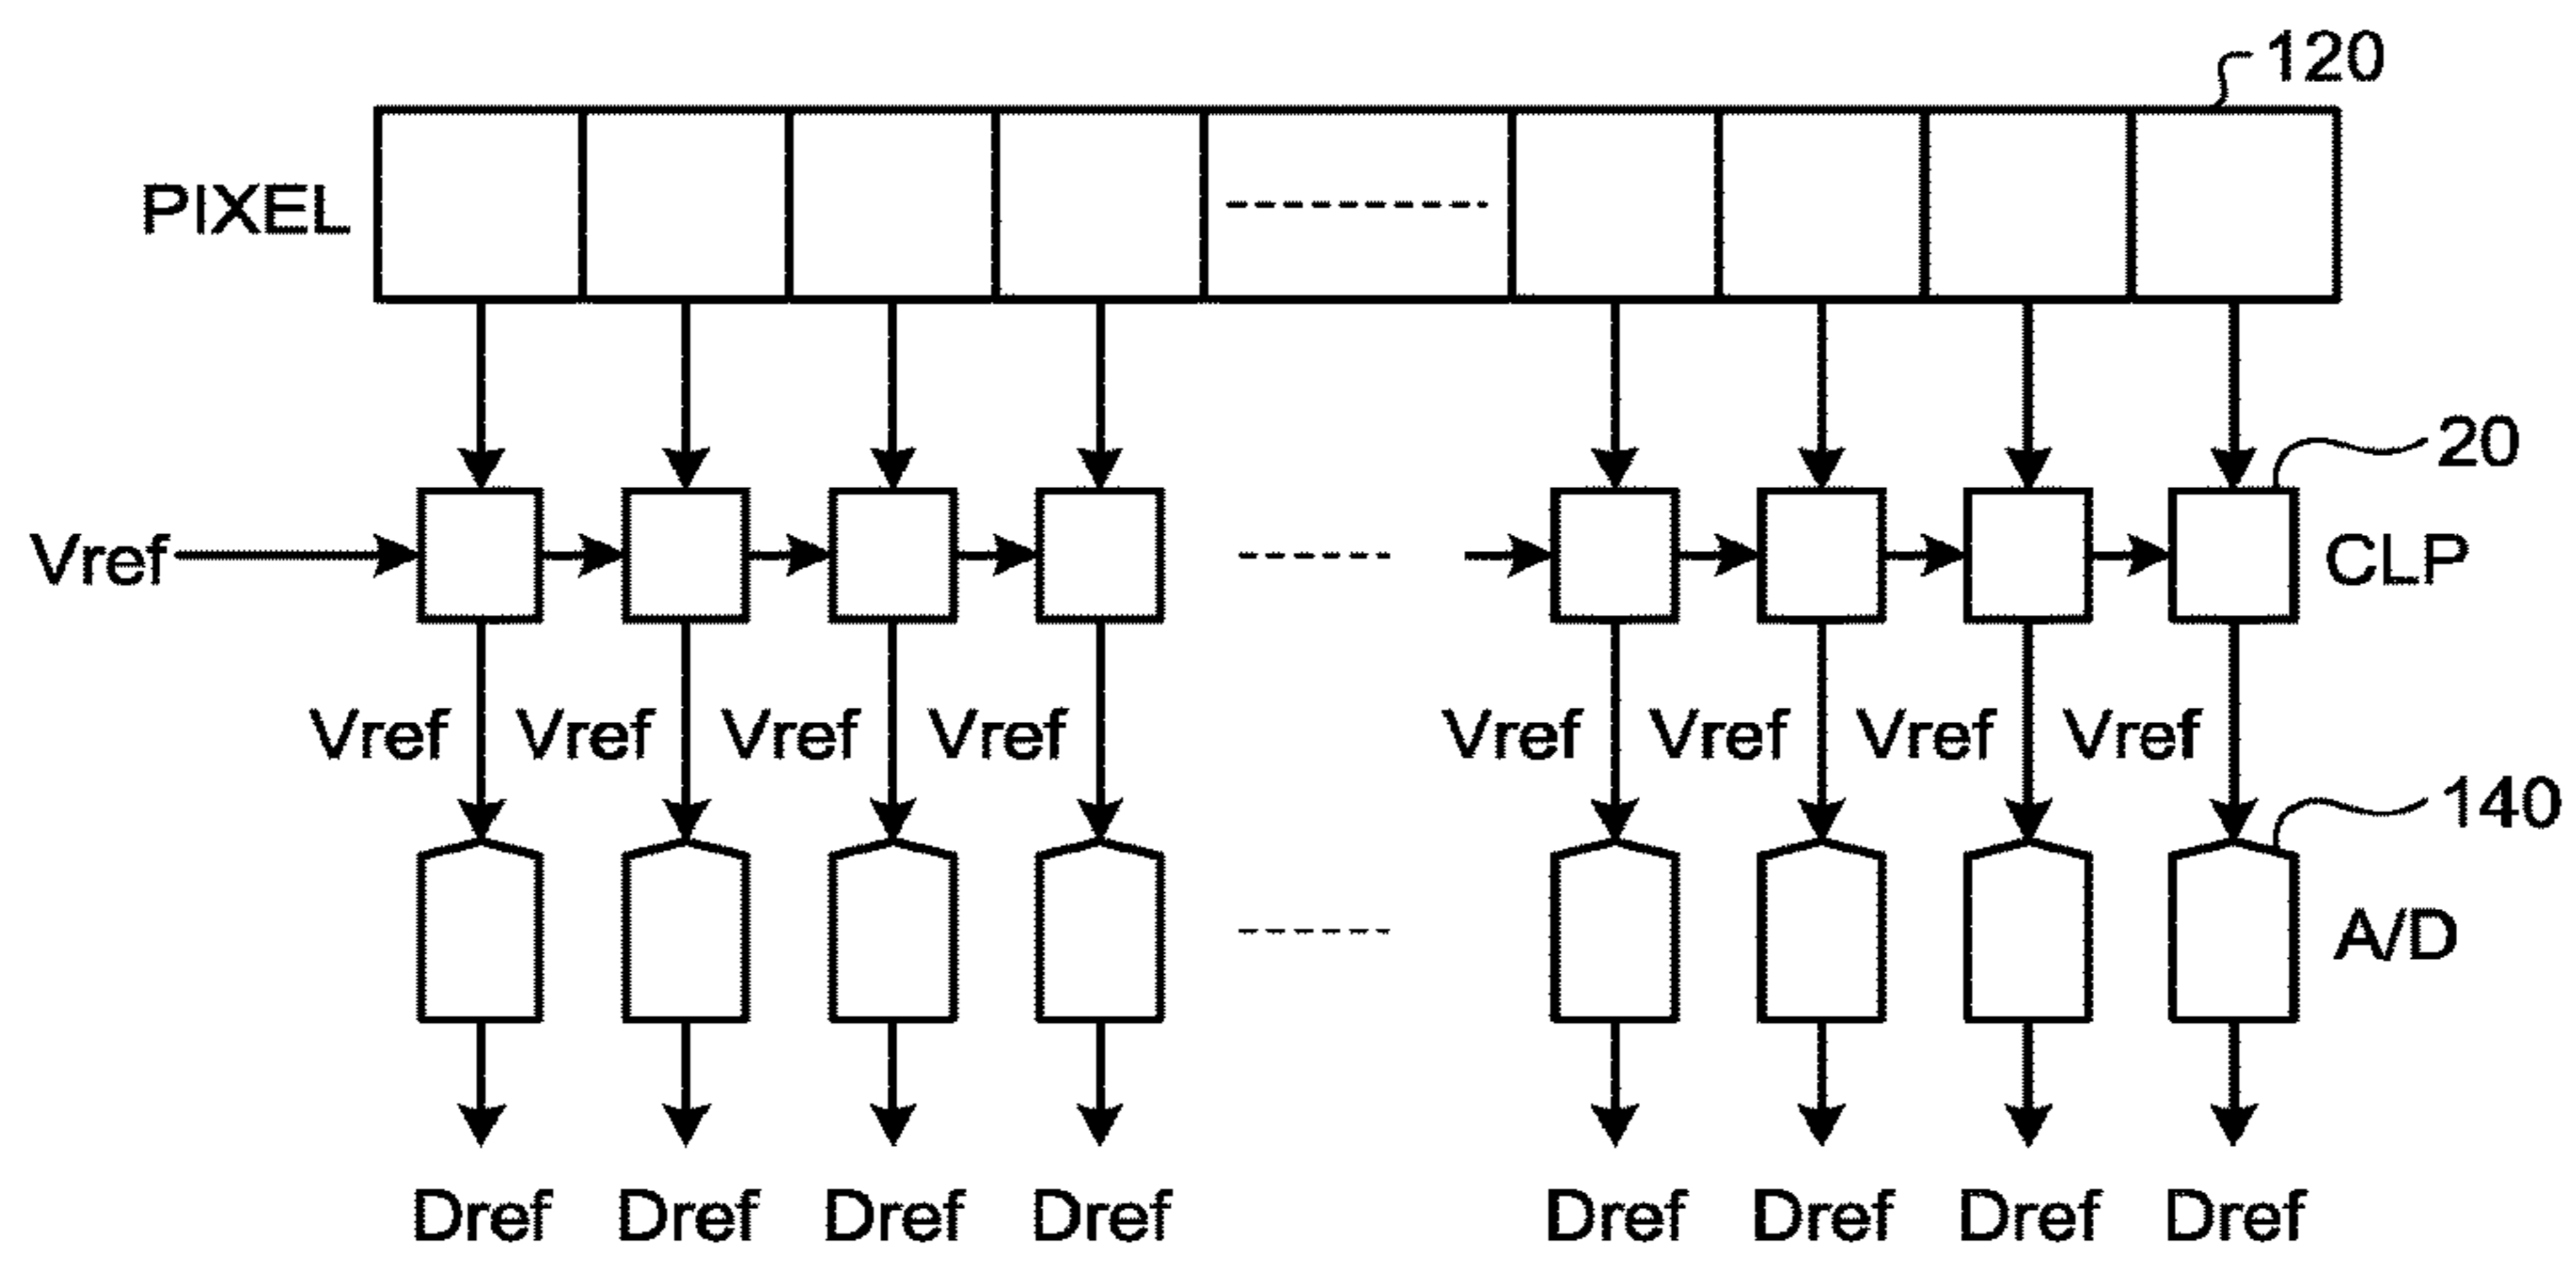 120
PIXEL
20
Vref CLP
Vref Vref Vref Vref Vref Vref Vref Vref
140
A/D
Dref Dref Dref Dref Dref Dref Dref Dref